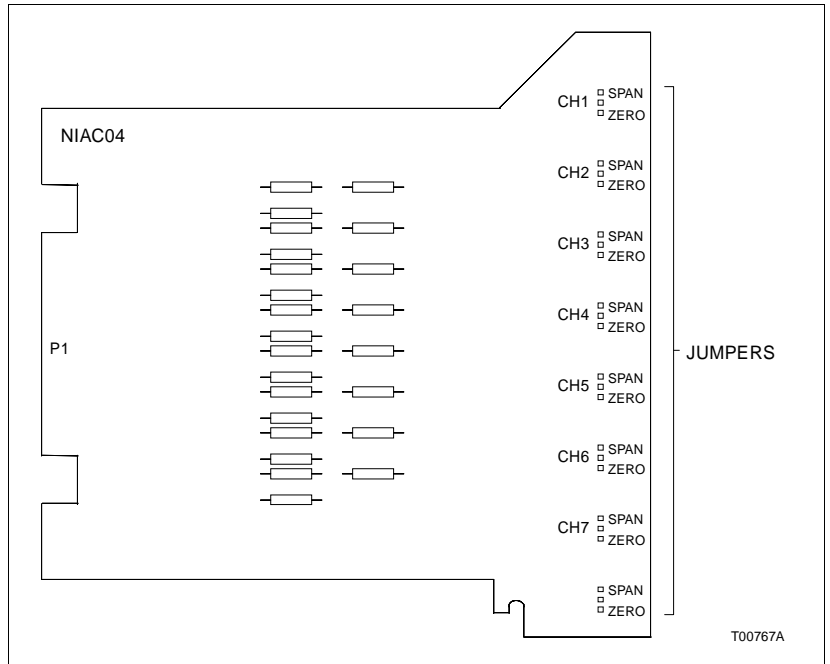 NIAC04
P1
CH1
SPAN
ZERO
CH2
SPAN
ZERO
CH3
SPAN
ZERO
CH4
SPAN
ZERO
CH5
SPAN
ZERO
CH6
SPAN
ZERO
CH7
SPAN
ZERO
SPAN
ZERO
JUMPERS
T00767A